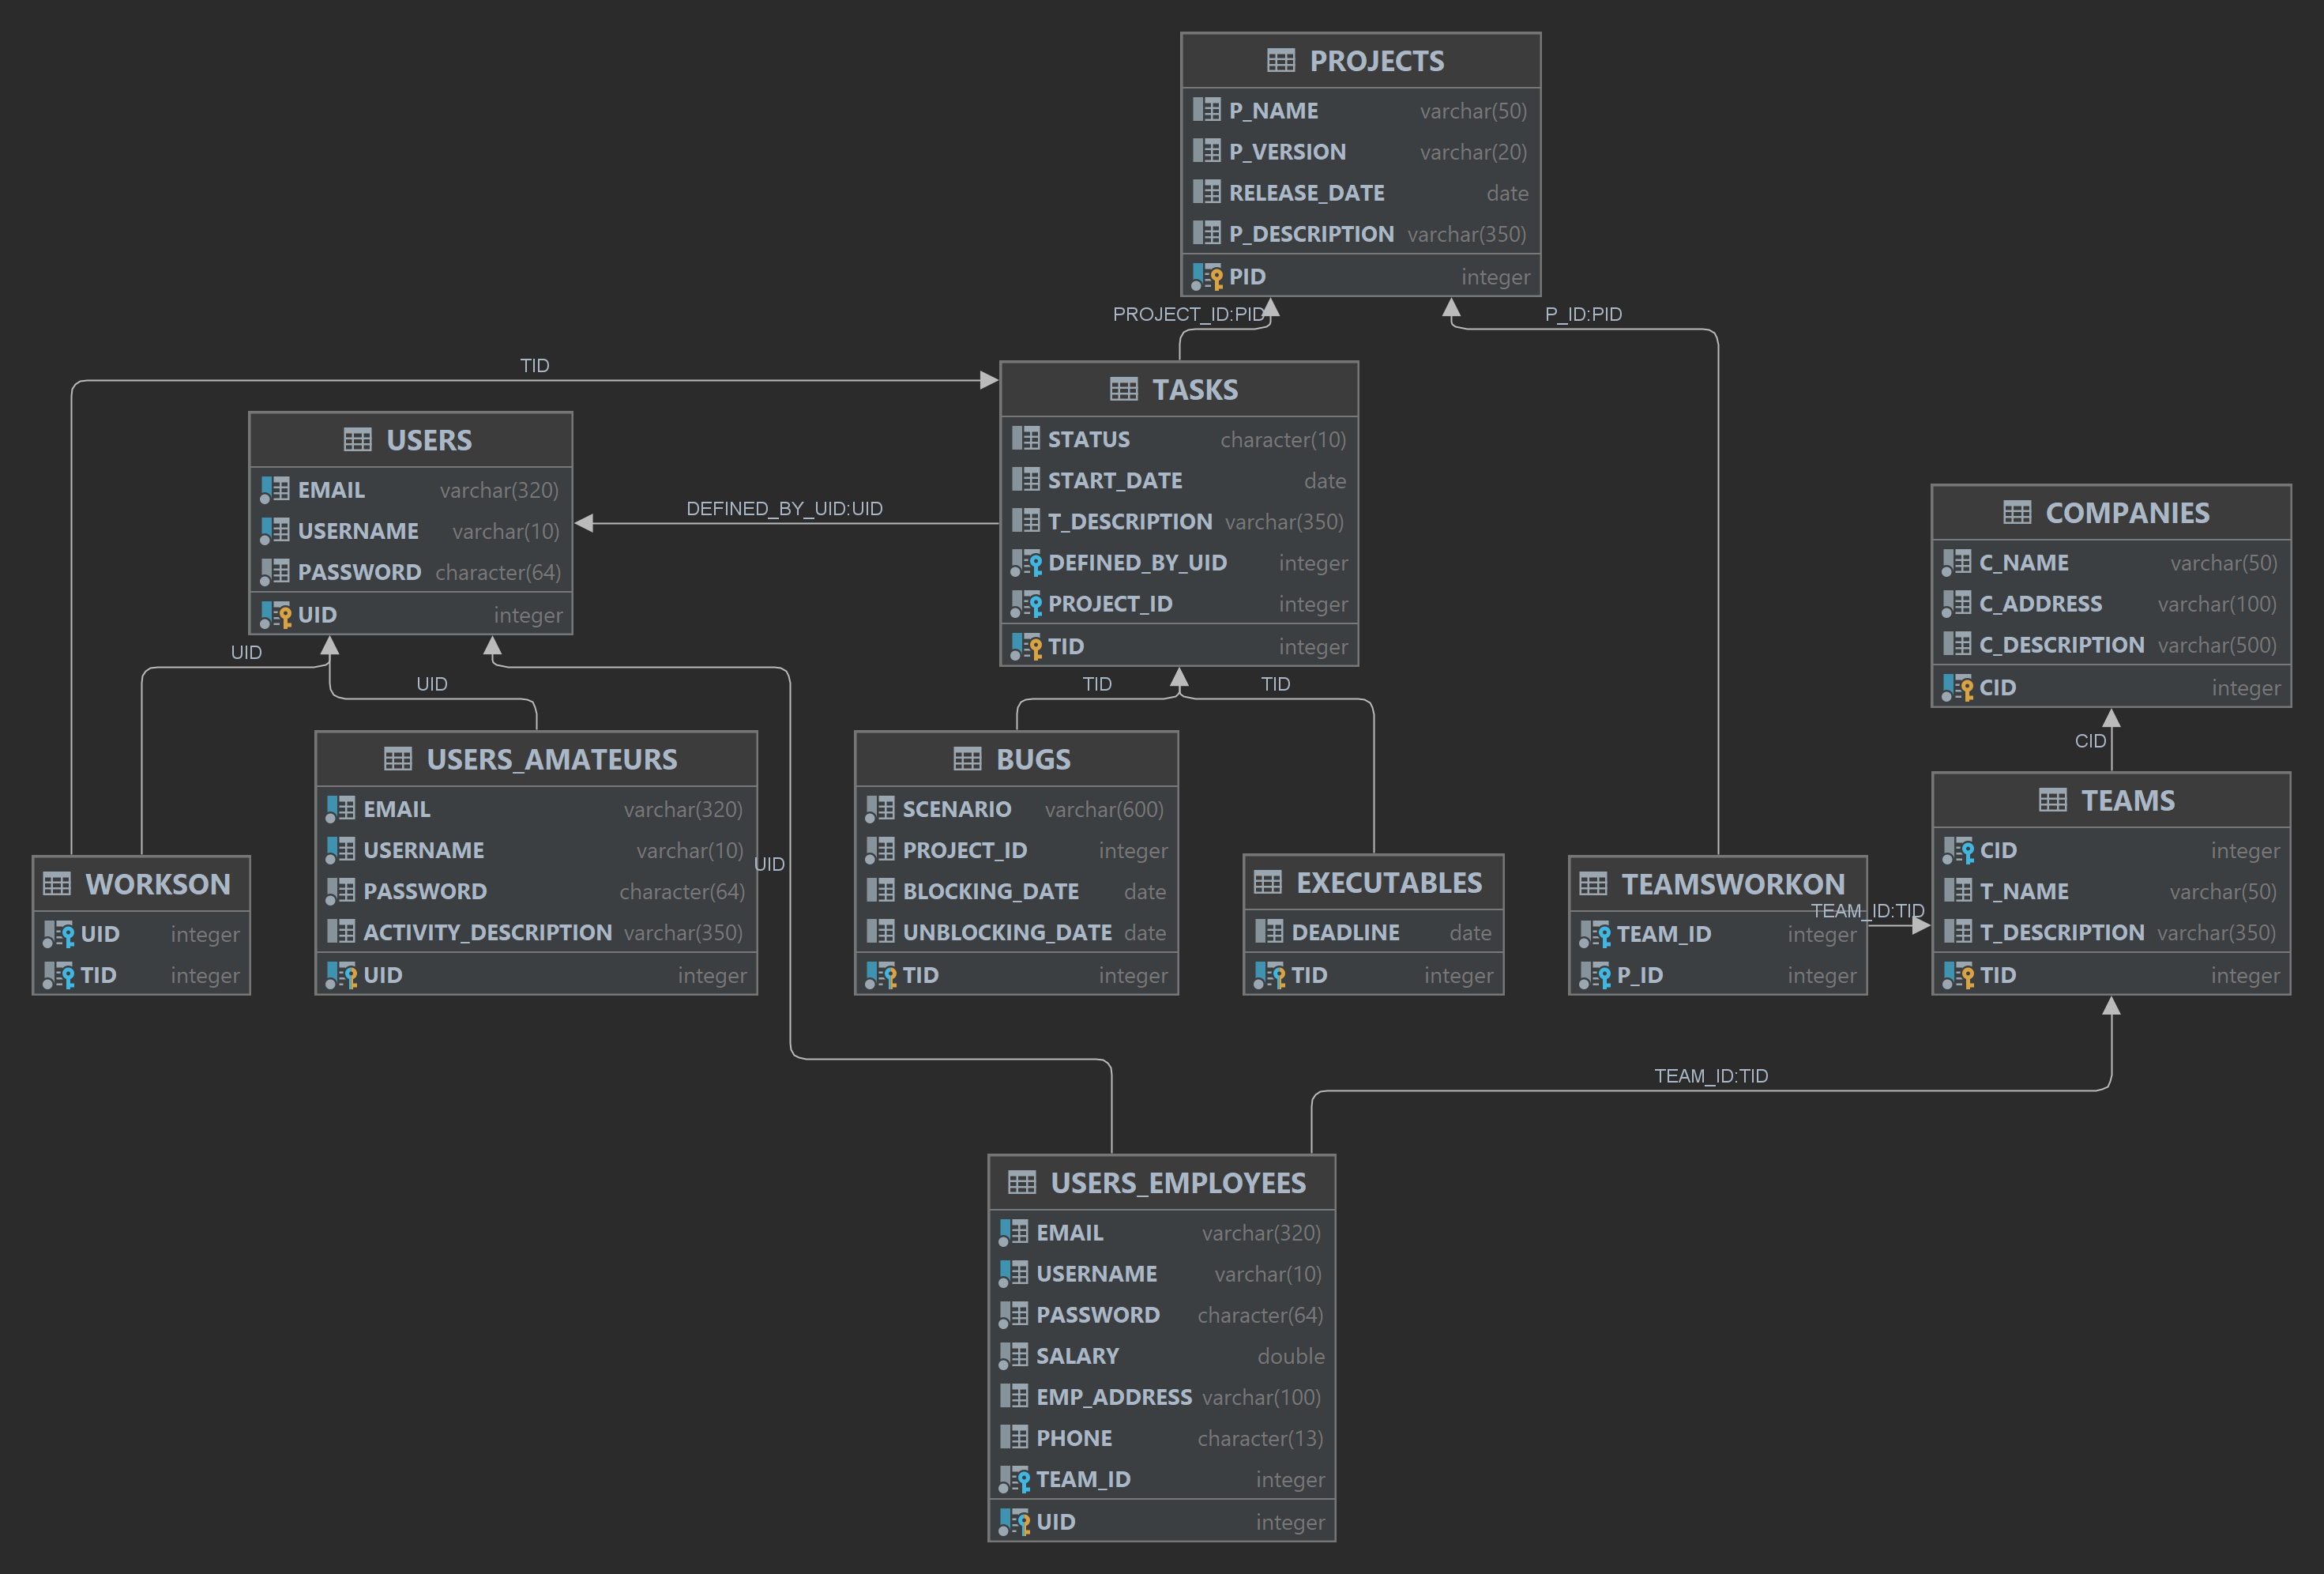 PROJECTS
P_NAME varchar(50)
P_VERSION varchar(20)
RELEASE_DATE date
P_DESCRIPTION varchar(350)
PID integer
PROJECT_ID:PID
P_ID:PID
TID
TASKS
STATUS character(10)
START_DATE date
T_DESCRIPTION varchar(350)
DEFINED_BY_UID integer
PROJECT_ID integer
TID integer
USERS
EMAIL varchar(320)
USERNAME varchar(10)
PASSWORD character(64)
UID integer
DEFINED_BY_UID:UID
COMPANIES
C_NAME varchar(50)
C_ADDRESS varchar(100)
C_DESCRIPTION varchar(500)
CID integer
UID
UID
TID
TID
CID
USERS_AMATEURS
EMAIL varchar(320)
USERNAME varchar(10)
PASSWORD character(64)
ACTIVITY_DESCRIPTION varchar(350)
UID integer
UID
BUGS
SCENARIO varchar(600)
PROJECT_ID integer
BLOCKING_DATE date
UNBLOCKING_DATE date
TID integer
TEAMS
CID integer
T_NAME varchar(50)
T_DESCRIPTION varchar(350)
TID integer
WORKSON
UID integer
TID integer
EXECUTABLES
DEADLINE date
TID integer
TEAMSWORKON
TEAM_ID integer
P_ID integer
TEAM_ID:TID
TEAM_ID:TID
USERS_EMPLOYEES
EMAIL varchar(320)
USERNAME varchar(10)
PASSWORD character(64)
SALARY double
EMP_ADDRESS varchar(100)
PHONE character(13)
TEAM_ID integer
UID integer